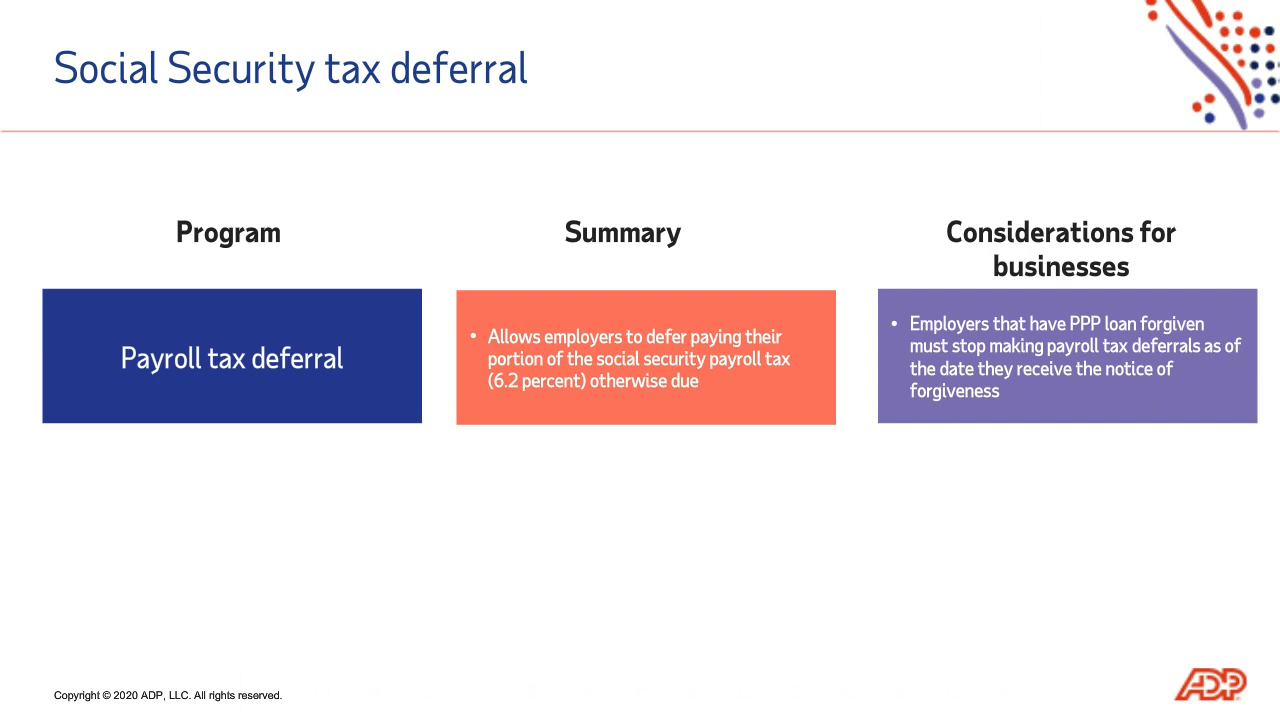 Social Security tax deferral
Program
Summary
Considerations for
businesses
Payroll tax deferral
• Allows employers to defer paying their
portion of the social security payroll tax
(6.2 percent) otherwise due
• Employers that have PPP loan forgiven
must stop making payroll tax deferrals as of
the date they receive the notice of
forgiveness
Copyright © 2020 ADP, LLC. All rights reserved.
ADP